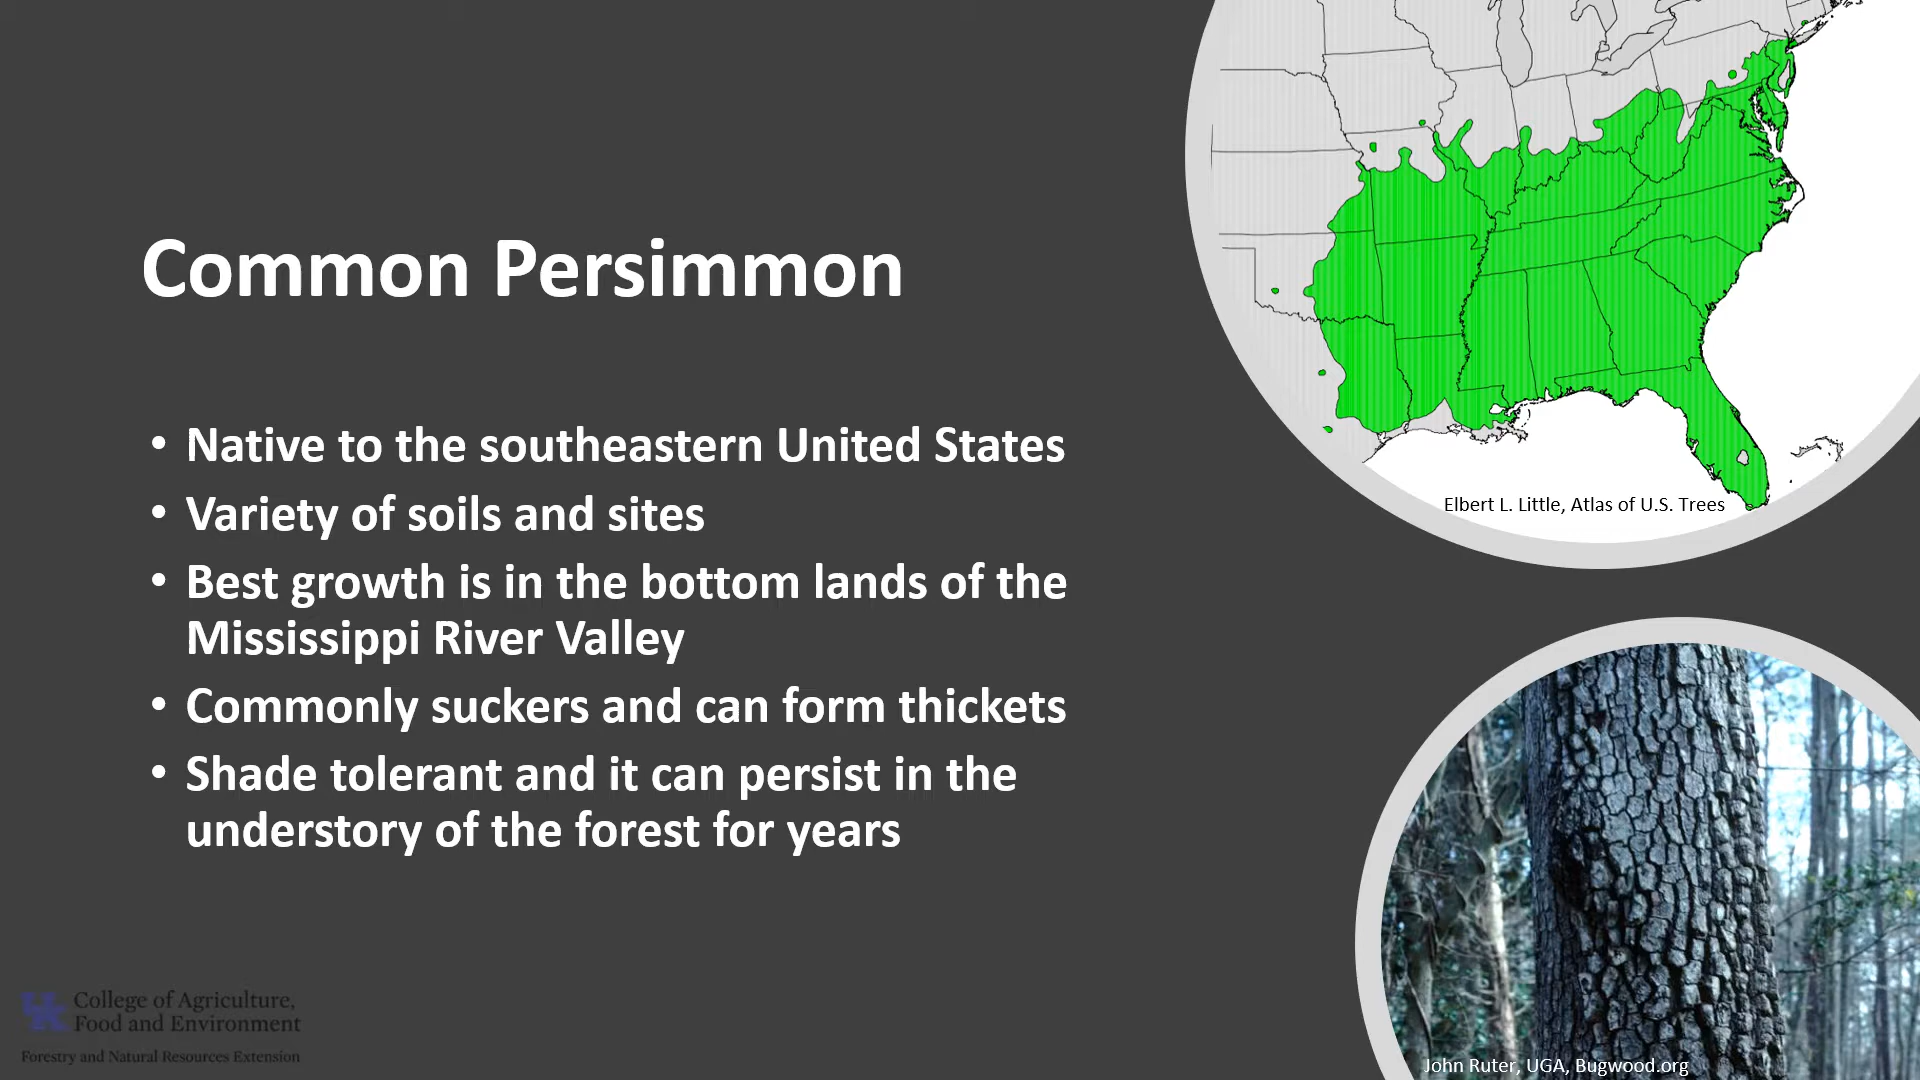 Common Persimmon
• Native to the southeastern United States
• Variety of soils and sites
• Best growth is in the bottom lands of the
Mississippi River Valley
• Commonly suckers and can form thickets
• Shade tolerant and it can persist in the
understory of the forest for years
Elbert L. Little, Atlas of U.S. Trees
John Ruter, UGA, Bugwood.org
UK
College of Agriculture,
Food and Environment
Forestry and Natural Resources Extension